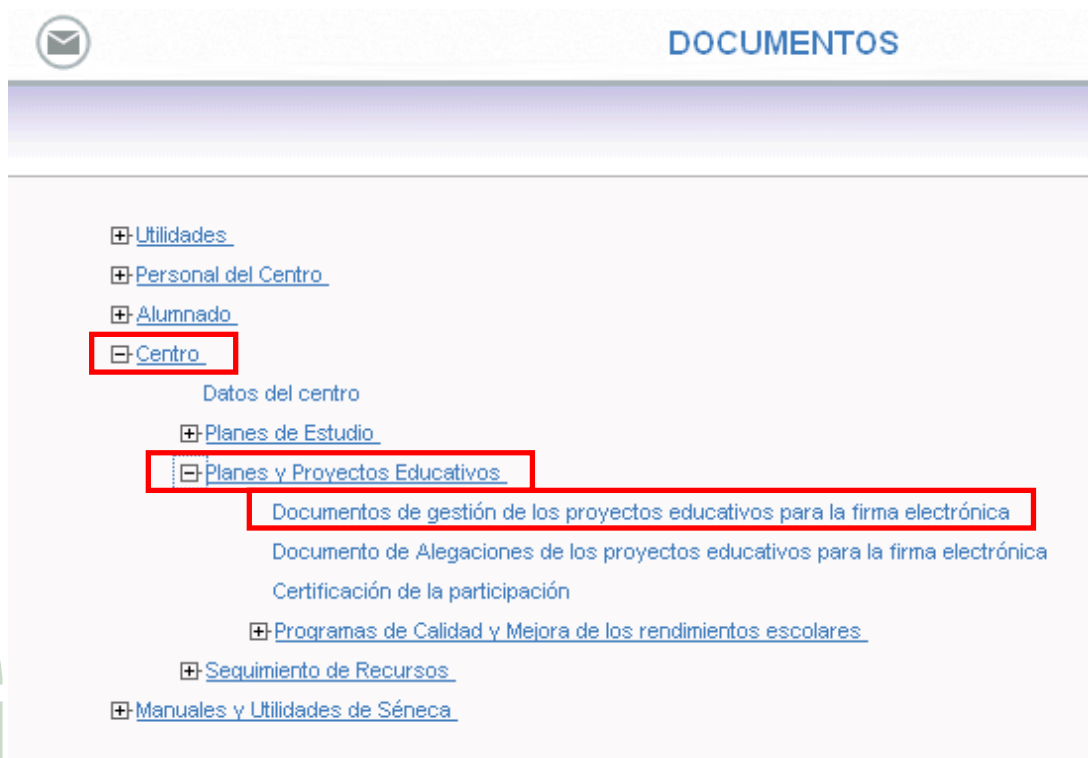 DOCUMENTOS
Utilidades
Personal del Centro
Alumnado
Centro
Datos del centro
Planes de Estudio
Planes y Proyectos Educativos
Documentos de gestión de los proyectos educativos para la firma electrónica
Documento de Alegaciones de los proyectos educativos para la firma electrónica
Certificación de la participación
Programas de Calidad y Mejora de los rendimientos escolares
Seguimiento de Recursos
Manuales y Utilidades de Séneca